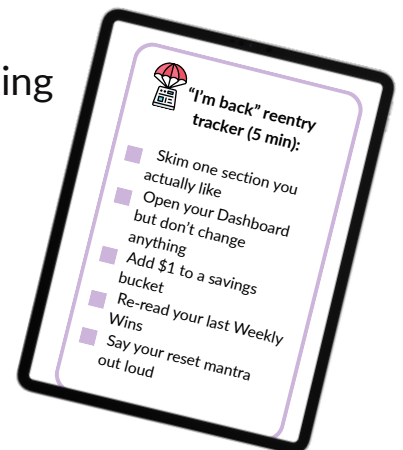 ing
“I’m back” reentry
tracker (5 min):
Skim one section you
actually like
Open your Dashboard
but don’t change
anything
Add $1 to a savings
bucket
Re-read your last Weekly
Wins
Say your reset mantra
out loud